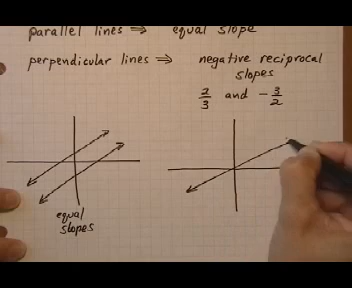 parallel lines ⇒ equal slope
perpendicular lines ⇒ negative reciprocal
slopes
2/3 and -3/2
equal
slopes